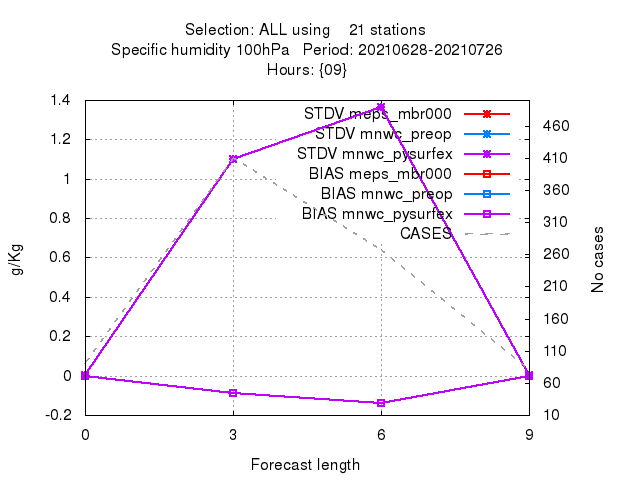 Selection: ALL using    21 stations
Specific humidity 100hPa   Period: 20210628-20210726
Hours: {09}
STDV meps_mbr000
STDV mnwc_preop
STDV mnwc_pysurfex
BIAS meps_mbr000
BIAS mnwc_preop
BIAS mnwc_pysurfex
CASES
1.4
1.2
1
0.8
0.6
0.4
0.2
0
-0.2
g/Kg
460
410
360
310
260
210
160
110
60
10
No cases
0 3 6 9
Forecast length